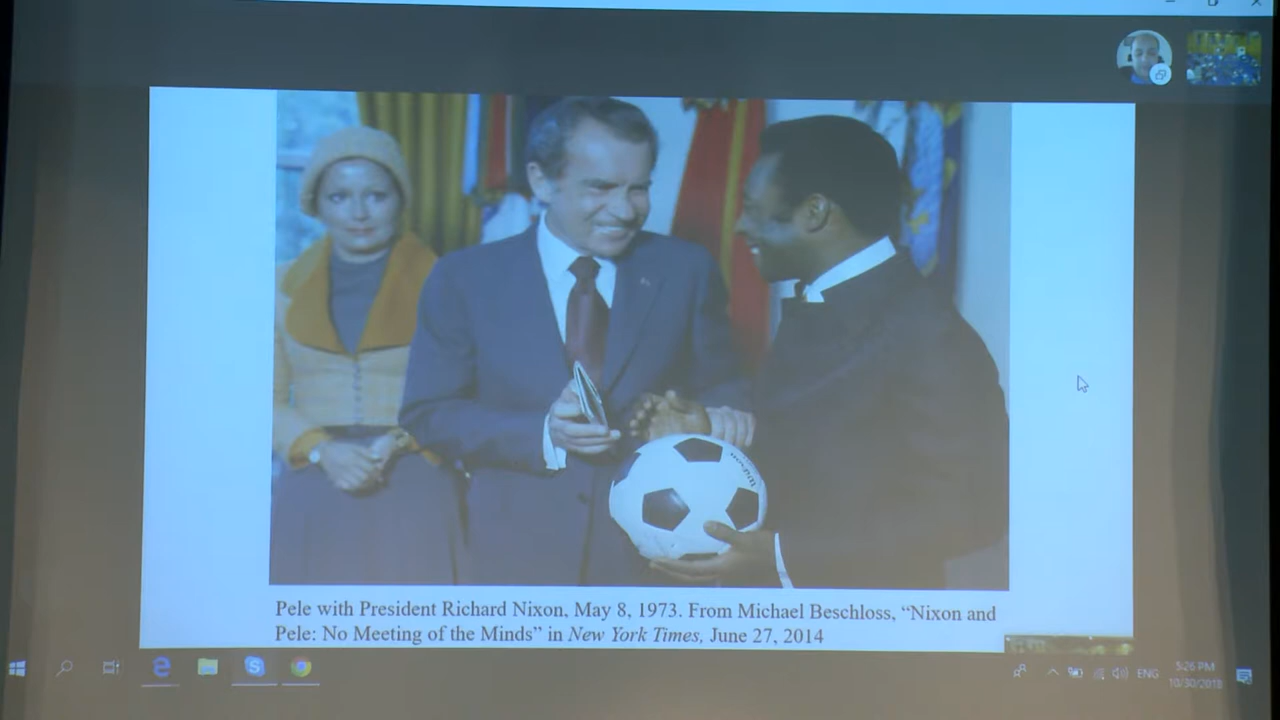 Wilson
Pele with President Richard Nixon, May 8, 1973. From Michael Beschloss, “Nixon and
Pele: No Meeting of the Minds” in New York Times, June 27, 2014
ENG
5:26 PM
10/30/2018